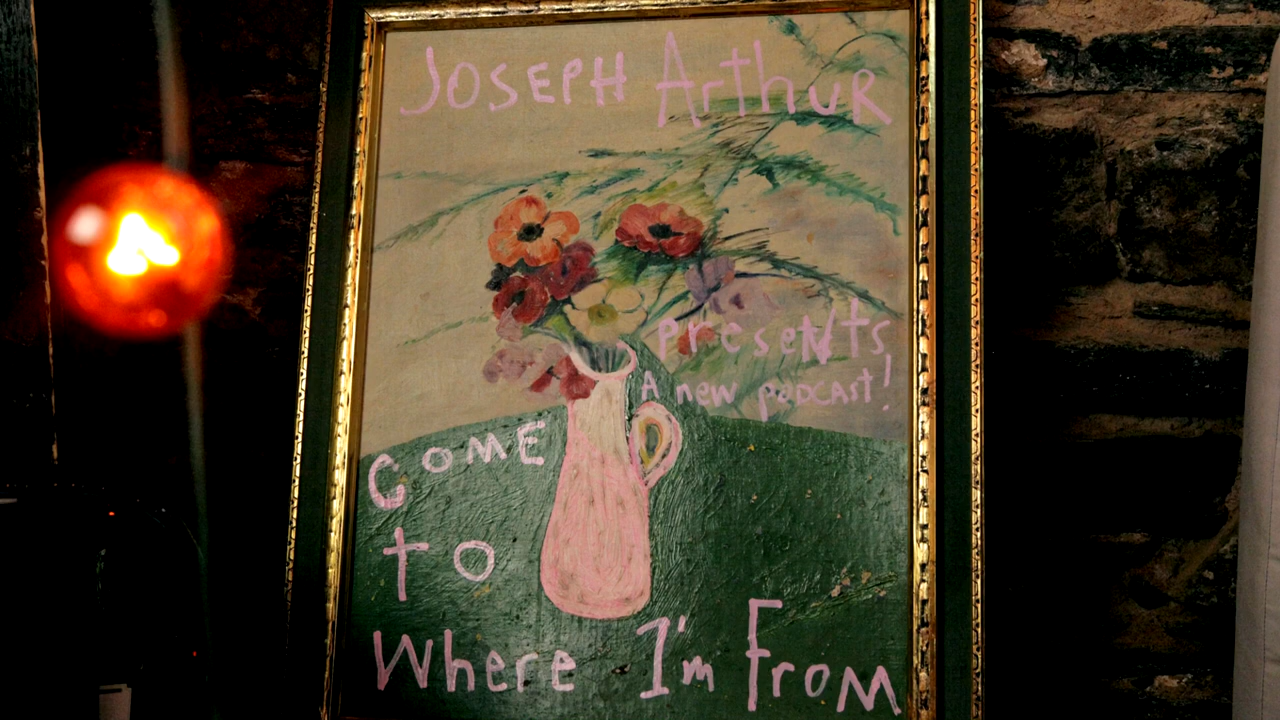 JOSEPH ArthUR
presents
A new podcast!
COME
to
Where I'm From